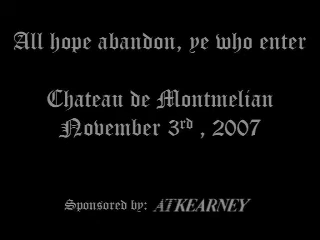 All hope abandon, ye who enter
Chateau de Montmelian
November 3rd , 2007
Sponsored by: ATKEARNEY